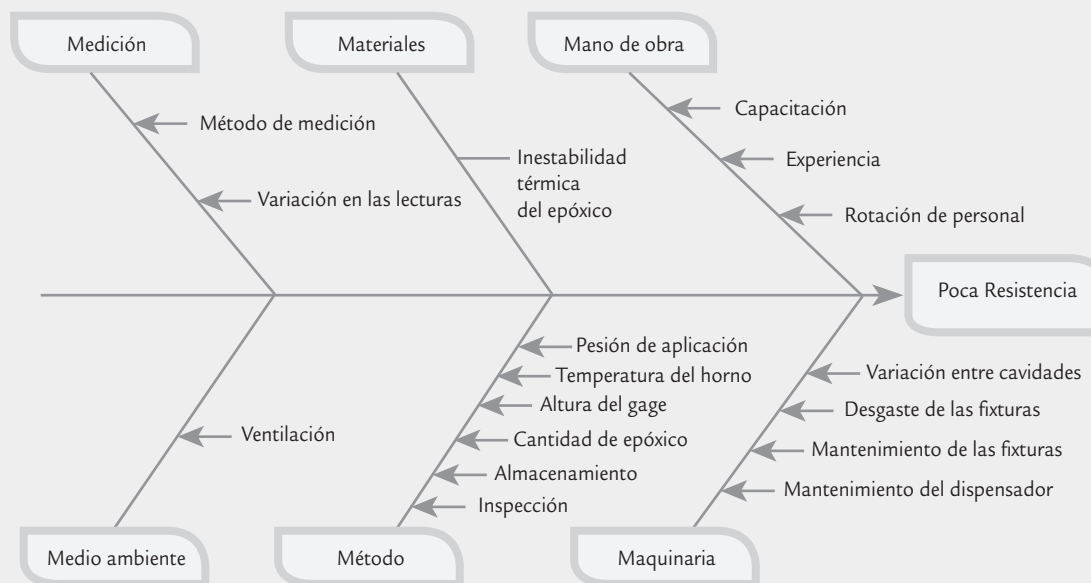 Medición
Materiales
Mano de obra
Método de medición
Variación en las lecturas
Inestabilidad
térmica
del epóxico
Capacitación
Experiencia
Rotación de personal
Poca Resistencia
Ventilación
Pesión de aplicación
Temperatura del horno
Altura del gage
Cantidad de epóxico
Almacenamiento
Inspección
Variación entre cavidades
Desgaste de las fixturas
Mantenimiento de las fixturas
Mantenimiento del dispensador
Medio ambiente
Método
Maquinaria